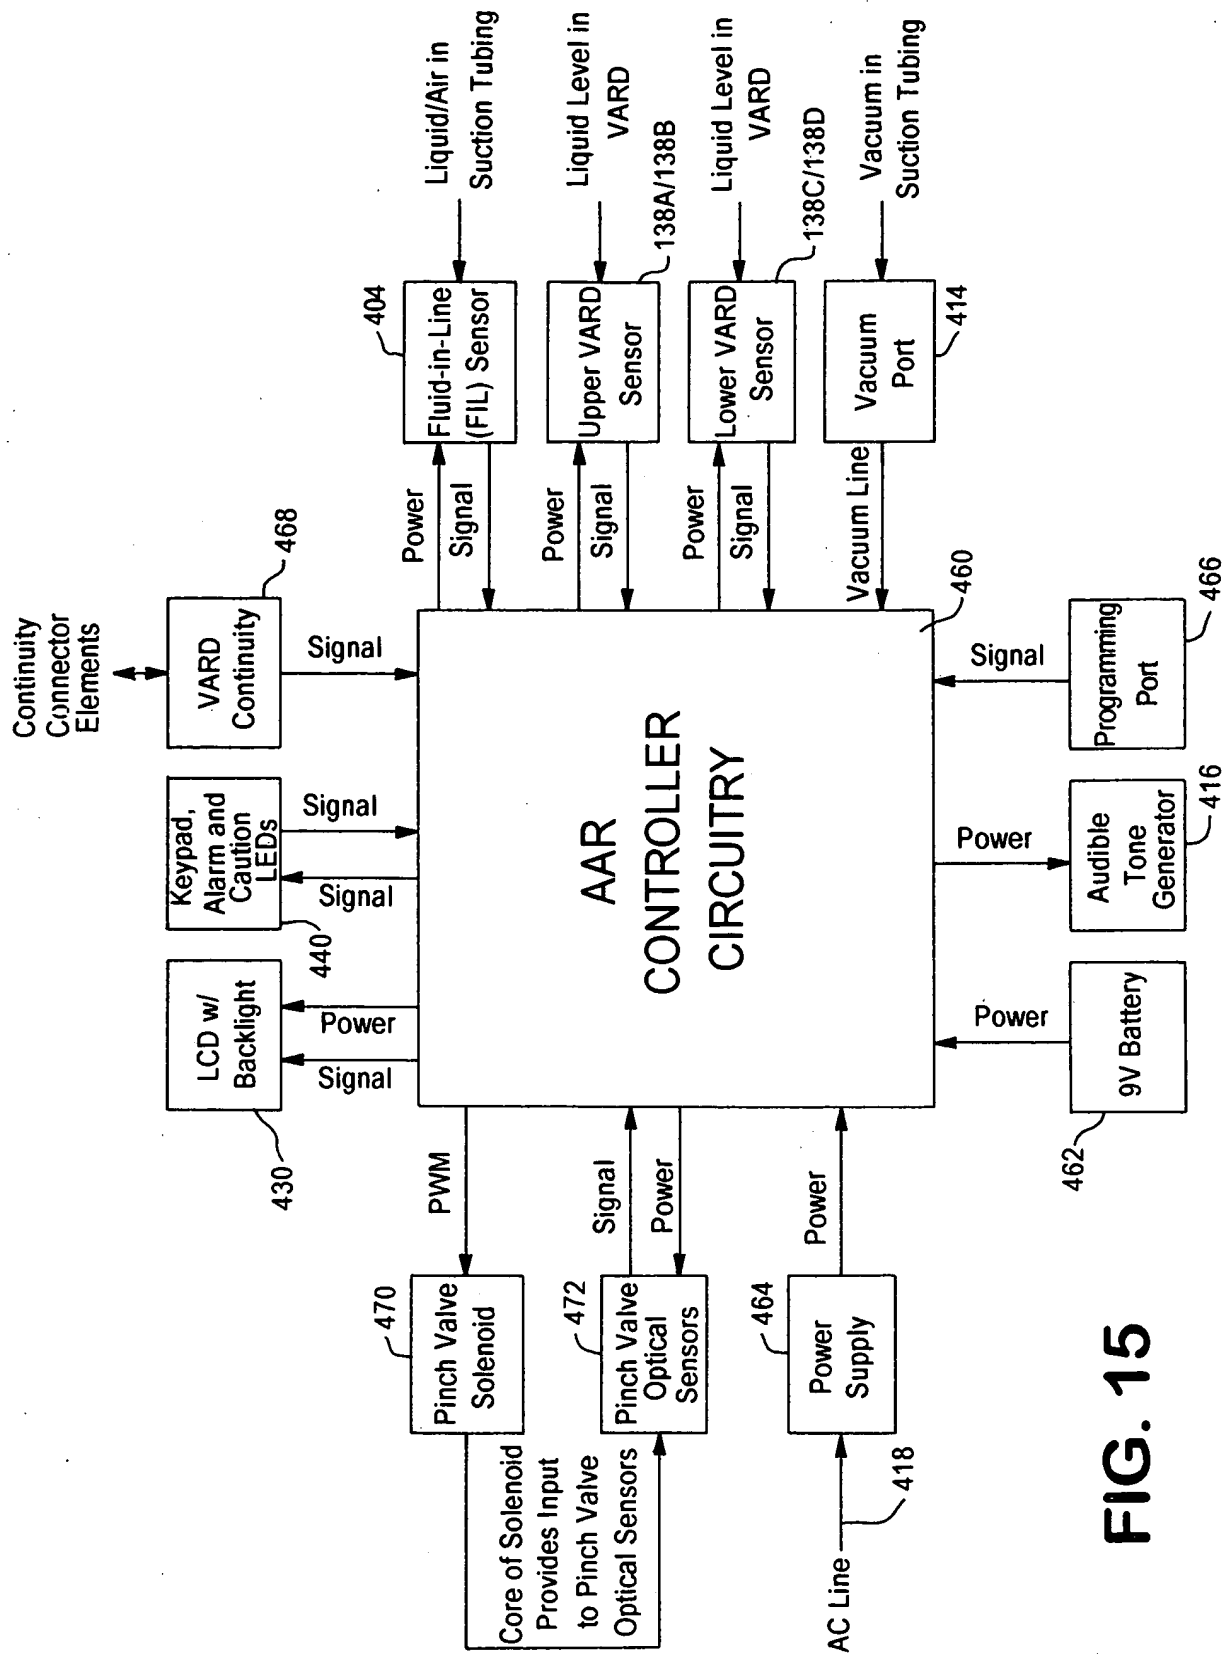 Continuity
Connector
Elements
VARD
Continuity
468
Signal
Keypad,
Alarm and
Caution
LEDs
440
Signal
Signal
LCD w/
Backlight
430
Power
Signal
Liquid/Air in
Suction Tubing
404
Fluid-in-Line
(FIL) Sensor
Power
Signal
Liquid Level in
VARD
Upper VARD
Sensor
138A/138B
Power
Signal
Liquid Level in
VARD
Lower VARD
Sensor
138C/138D
Power
Signal
Vacuum in
Suction Tubing
Vacuum
Port
414
Vacuum Line
AAR
CONTROLLER
CIRCUITRY
460
PWM
470
Pinch Valve
Solenoid
Signal
Power
472
Pinch Valve
Optical
Sensors
Core of Solenoid
Provides Input
to Pinch Valve
Optical Sensors
Power
464
Power
Supply
AC Line
418
Signal
Programming
Port
466
Power
Audible
Tone
Generator
416
Power
9V Battery
462
FIG. 15